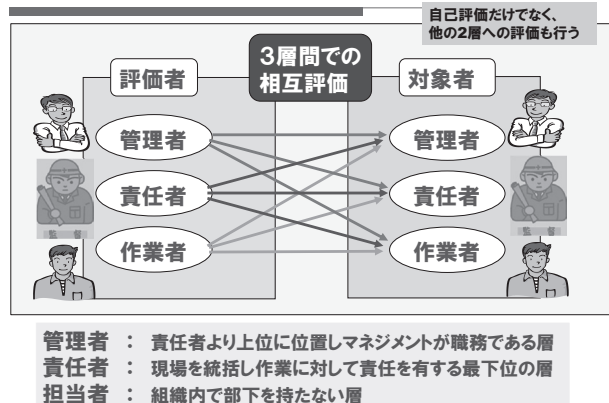 自己評価だけでなく、
他の2層への評価も行う
3層間での
相互評価
評価者
対象者
管理者
管理者
責任者
責任者
監 督
監 督
作業者
作業者
管理者 : 責任者より上位に位置しマネジメントが職務である層
責任者 : 現場を統括し作業に対して責任を有する最下位の層
担当者 : 組織内で部下を持たない層